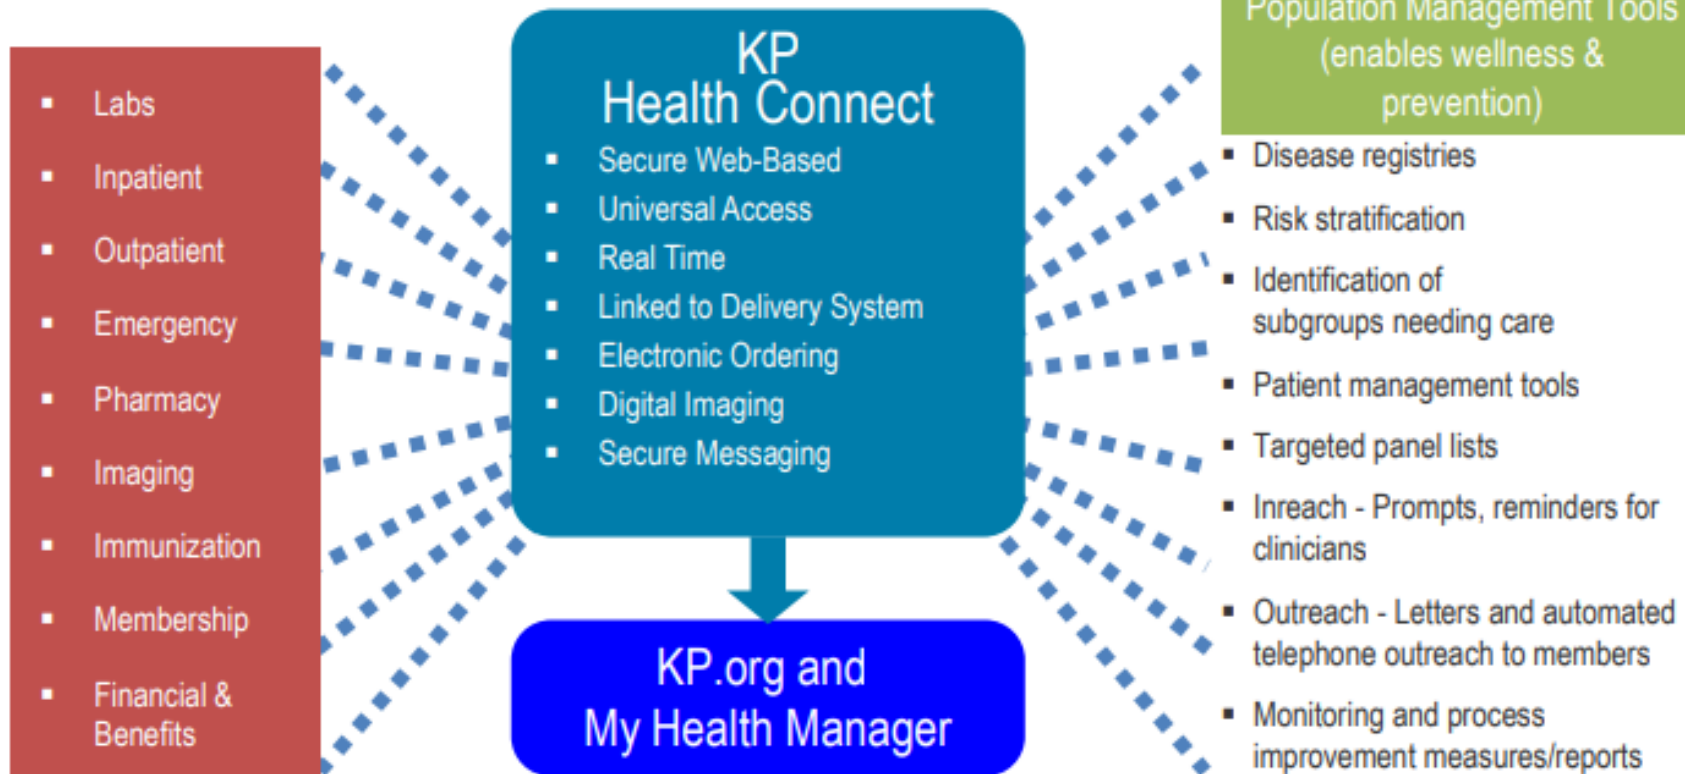 ▪ Labs
▪ Inpatient
▪ Outpatient
▪ Emergency
▪ Pharmacy
▪ Imaging
▪ Immunization
▪ Membership
▪ Financial &
Benefits
KP
Health Connect
▪ Secure Web-Based
▪ Universal Access
▪ Real Time
▪ Linked to Delivery System
▪ Electronic Ordering
▪ Digital Imaging
▪ Secure Messaging
KP.org and
My Health Manager
Population Management Tools
(enables wellness &
prevention)
▪ Disease registries
▪ Risk stratification
▪ Identification of
subgroups needing care
▪ Patient management tools
▪ Targeted panel lists
▪ Inreach - Prompts, reminders for
clinicians
▪ Outreach - Letters and automated
telephone outreach to members
▪ Monitoring and process
improvement measures/reports